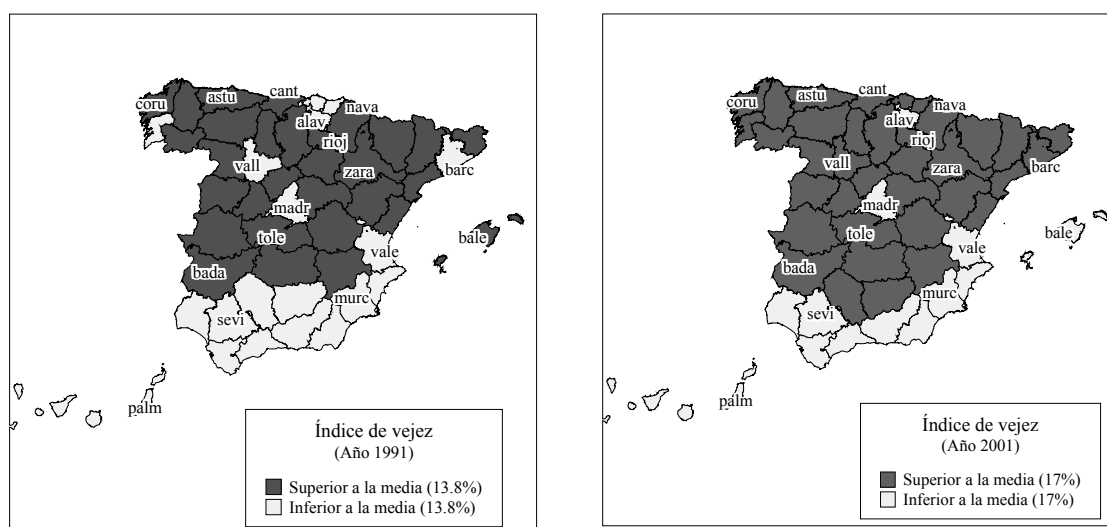 coru
astu
cant
nava
alav
rioj
vall
zara
barc
madr
tole
vale
bale
bada
murc
sevi
palm
Índice de vejez
(Año 1991)
Superior a la media (13.8%)
Inferior a la media (13.8%)
coru
astu
cant
nava
alav
rioj
vall
zara
barc
madr
tole
vale
bale
bada
murc
sevi
palm
Índice de vejez
(Año 2001)
Superior a la media (17%)
Inferior a la media (17%)